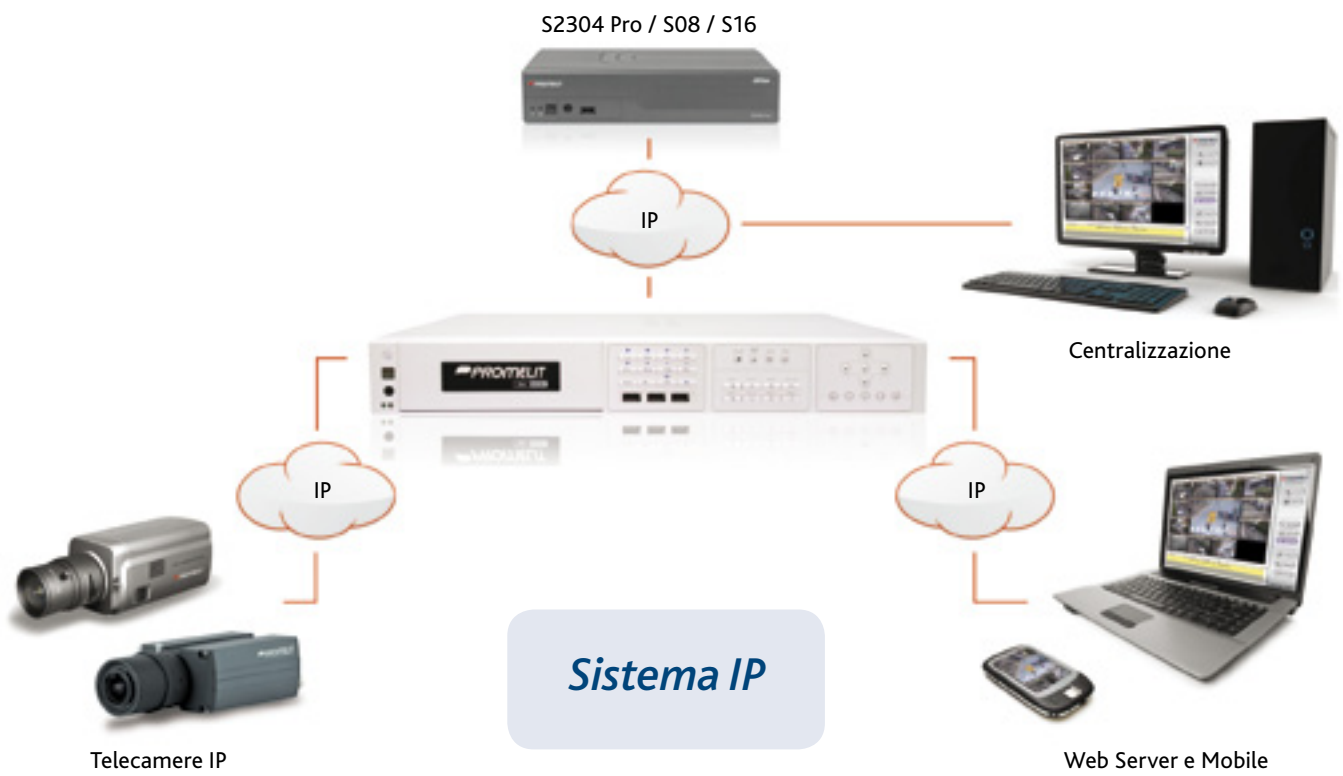 S2304 Pro / S08 / S16
IP
Centralizzazione
PROMELIT
IP
IP
Sistema IP
Telecamere IP
Web Server e Mobile